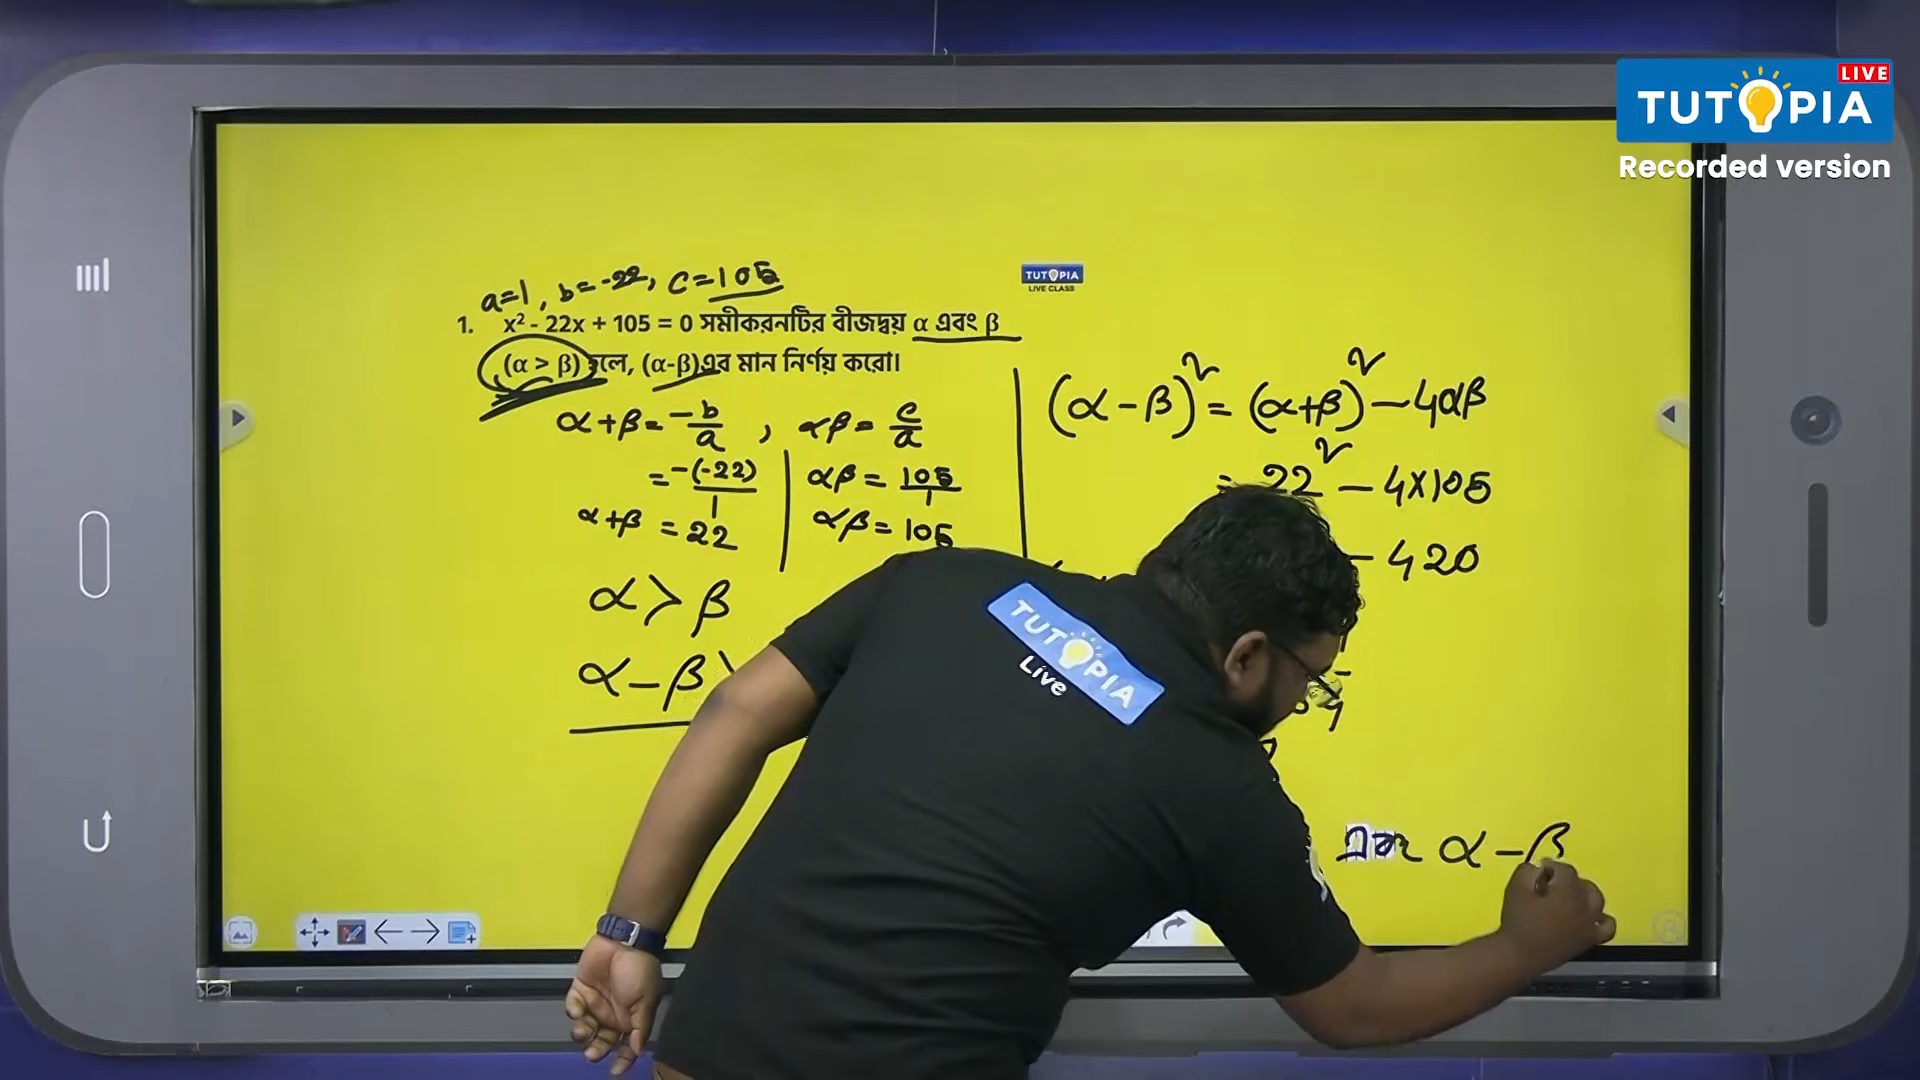 LIVE
TUTOPIA
Recorded version
TUTOPIA
LIVE CLASS
a=1, b=-22, c=105
1. x² - 22x + 105 = 0 সমীকরনটির বীজদ্বয় α এবং β
(α > β) হলে, (α-β)এর মান নির্ণয় করো।
α+β = -b/a , αβ = c/a
= -(-22)/1
αβ = 105/1
α+β = 22
αβ = 105
α > β
α - β >
(α-β)² = (α+β)² - 4αβ
= 22² - 4×105
- 420
এবং α - β
TUTOPIA
Live